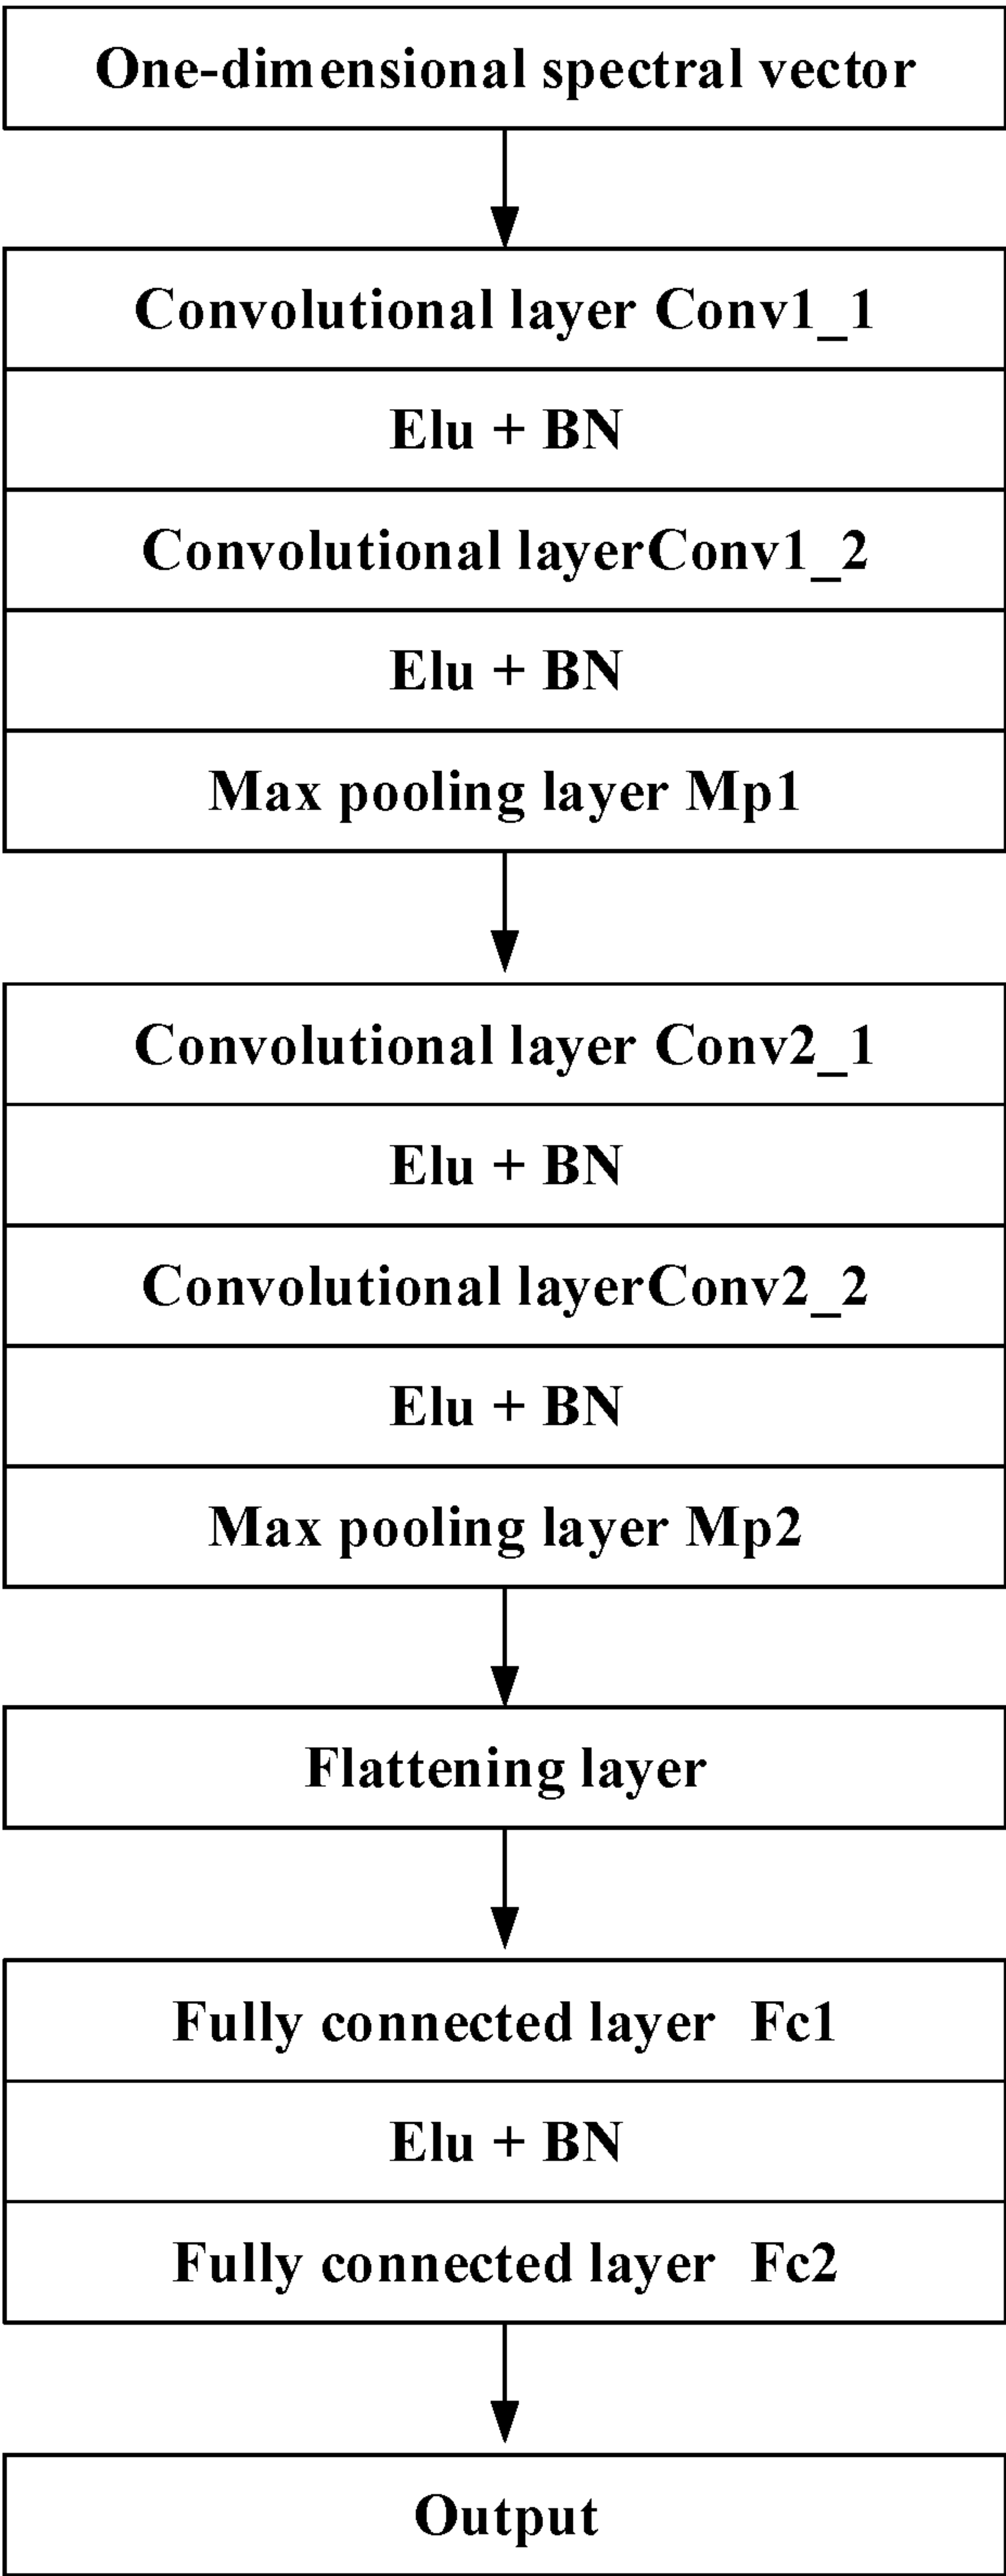 One-dimensional spectral vector
Convolutional layer Conv1_1
Elu + BN
Convolutional layerConv1_2
Elu + BN
Max pooling layer Mp1
Convolutional layer Conv2_1
Elu + BN
Convolutional layerConv2_2
Elu + BN
Max pooling layer Mp2
Flattening layer
Fully connected layer  Fc1
Elu + BN
Fully connected layer  Fc2
Output